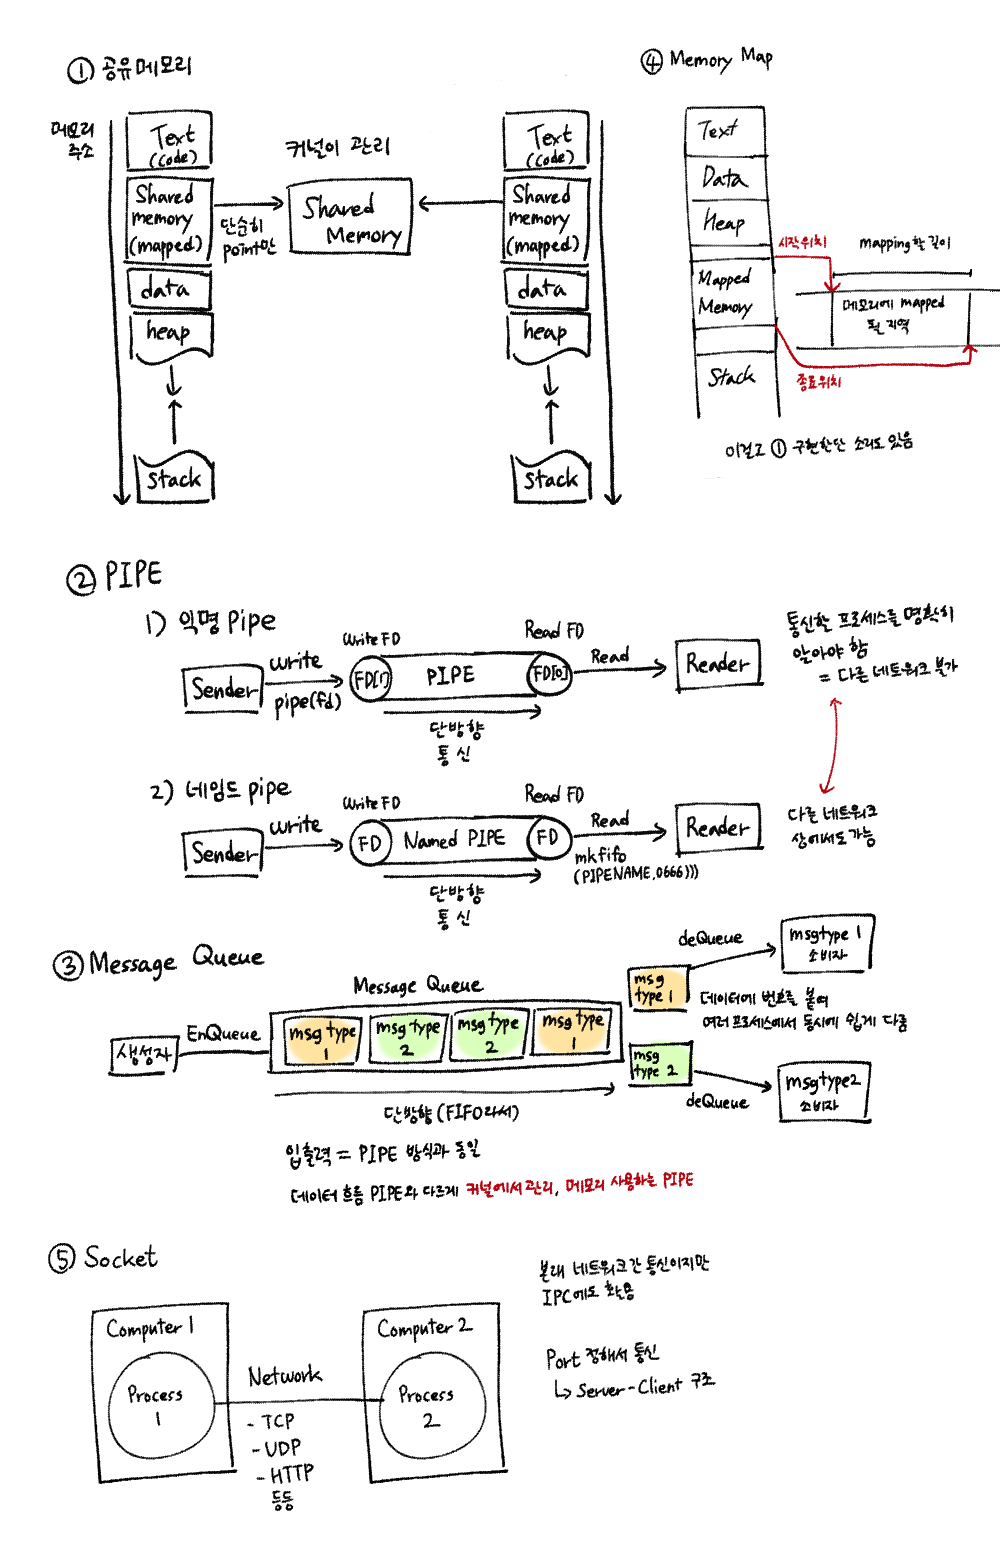 ① 공유메모리
메모리
주소
Text
(code)
Shared
memory
(mapped)
data
heap
stack
단순히
point만
커널이 관리
Shared
Memory
Text
(code)
Shared
memory
(mapped)
data
heap
stack
④ Memory Map
Text
Data
Heap
Mapped
Memory
Stack
시작위치
mapping할 길이
메모리에 mapped
될 지역
종료위치
이걸로 ① 구현한단 소리도 있음
② PIPE
1) 익명 Pipe
Sender
write
pipe(fd)
Write FD
FD[1]
PIPE
Read FD
FD[0]
단방향
통신
Read
Reader
통신할 프로세스를 명확히
알아야 함
= 다른 네트워크 불가
2) 네임드 pipe
Sender
write
Write FD
FD
Named PIPE
Read FD
FD
단방향
통신
Read
mkfifo
(PIPENAME,0666)))
Reader
다른 네트워크
상에서도 가능
③ Message Queue
생성자
EnQueue
Message Queue
msg type
1
msg type
2
msg type
2
msg type
1
단방향 (FIFO라서)
msg
type 1
deQueue
msgtype 1
소비자
데이터에 번호를 붙여
여러 프로세스에서 동시에 쉽게 다룸
msg
type 2
deQueue
msgtype2
소비자
입출력 = PIPE 방식과 동일
데이터 흐름 PIPE와 다르게 커널에서 관리, 메모리 사용하는 PIPE
⑤ Socket
Computer 1
Process
1
Network
- TCP
- UDP
- HTTP
등등
Computer 2
Process
2
본래 네트워크간 통신이지만
IPC에도 활용
Port 정해서 통신
↳ Server-Client 구조